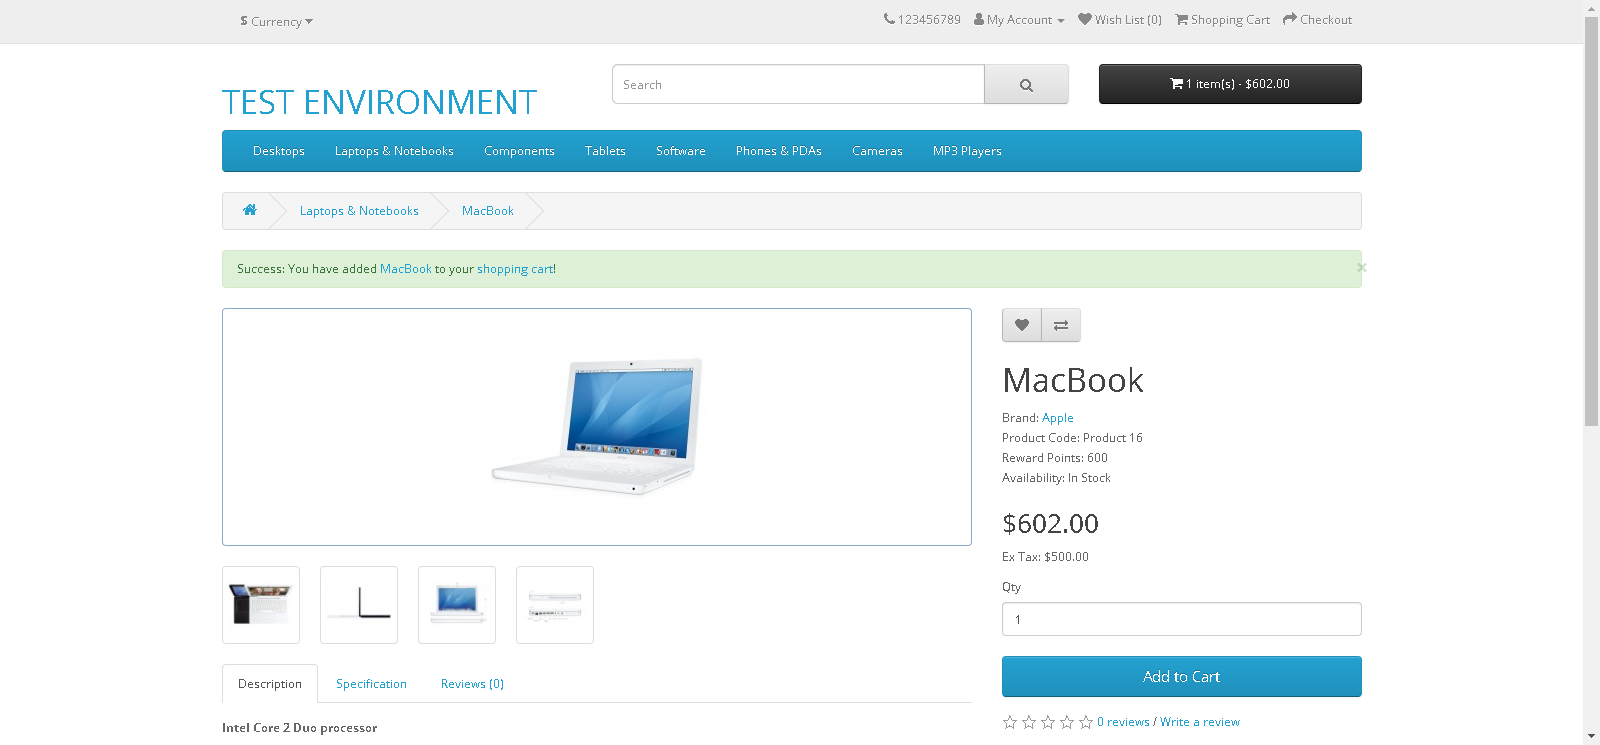 $ Currency
123456789 My Account Wish List (0) Shopping Cart Checkout
TEST ENVIRONMENT
Search
1 item(s) - $602.00
Desktops Laptops & Notebooks Components Tablets Software Phones & PDAs Cameras MP3 Players
Laptops & Notebooks MacBook
Success: You have added MacBook to your shopping cart!
×
MacBook
Brand: Apple
Product Code: Product 16
Reward Points: 600
Availability: In Stock
$602.00
Ex Tax: $500.00
Qty
1
Add to Cart
0 reviews / Write a review
Description Specification Reviews (0)
Intel Core 2 Duo processor